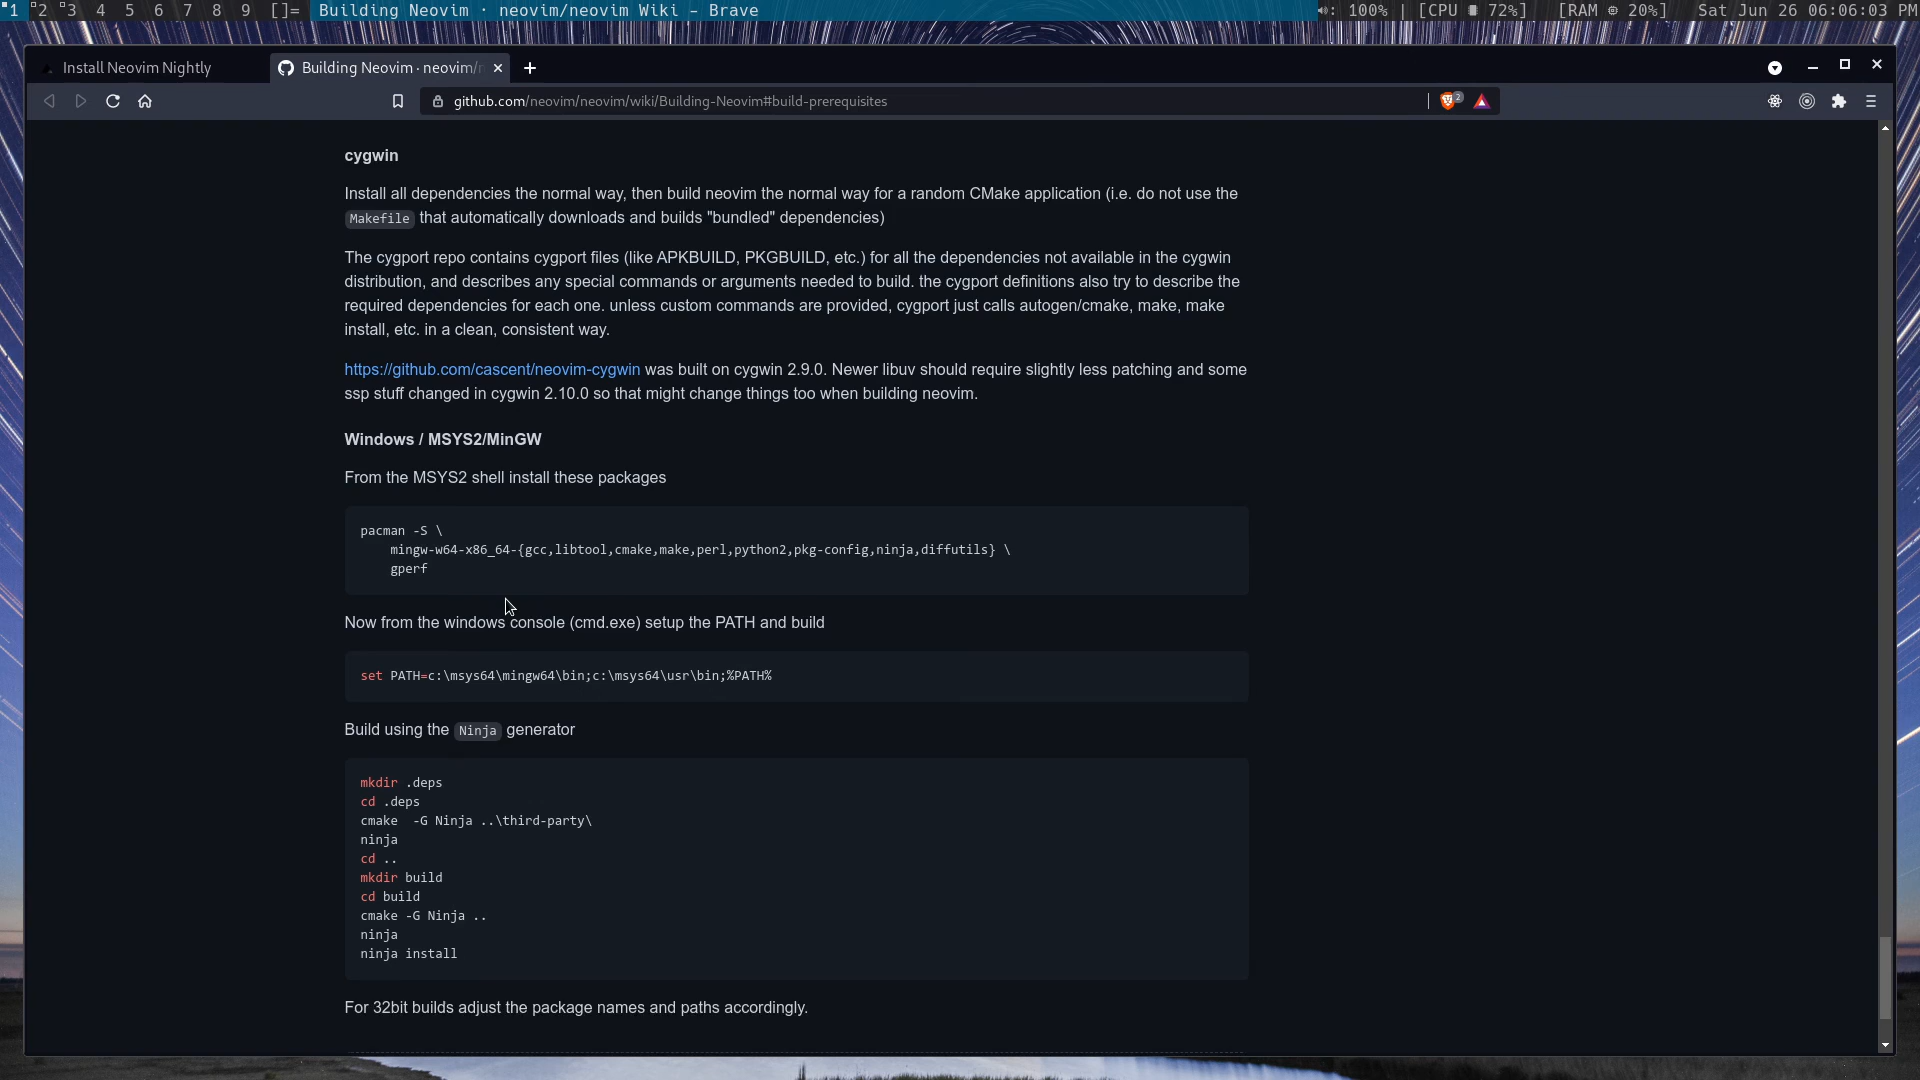 1 2 3 4 5 6 7 8 9 []= Building Neovim · neovim/neovim Wiki – Brave : 100% | [CPU 72%] [RAM 20%] Sat Jun 26 06:06:03 PM
Install Neovim Nightly Building Neovim · neovim/n
github.com/neovim/neovim/wiki/Building-Neovim#build-prerequisites 2
cygwin
Install all dependencies the normal way, then build neovim the normal way for a random CMake application (i.e. do not use the
Makefile that automatically downloads and builds "bundled" dependencies)
The cygport repo contains cygport files (like APKBUILD, PKGBUILD, etc.) for all the dependencies not available in the cygwin
distribution, and describes any special commands or arguments needed to build. the cygport definitions also try to describe the
required dependencies for each one. unless custom commands are provided, cygport just calls autogen/cmake, make, make
install, etc. in a clean, consistent way.
https://github.com/cascent/neovim-cygwin was built on cygwin 2.9.0. Newer libuv should require slightly less patching and some
ssp stuff changed in cygwin 2.10.0 so that might change things too when building neovim.
Windows / MSYS2/MinGW
From the MSYS2 shell install these packages
pacman -S \
mingw-w64-x86_64-{gcc,libtool,cmake,make,perl,python2,pkg-config,ninja,diffutils} \
gperf
Now from the windows console (cmd.exe) setup the PATH and build
set PATH=c:\msys64\mingw64\bin;c:\msys64\usr\bin;%PATH%
Build using the Ninja generator
mkdir .deps
cd .deps
cmake  -G Ninja ..\third-party\
ninja
cd ..
mkdir build
cd build
cmake -G Ninja ..
ninja
ninja install
For 32bit builds adjust the package names and paths accordingly.